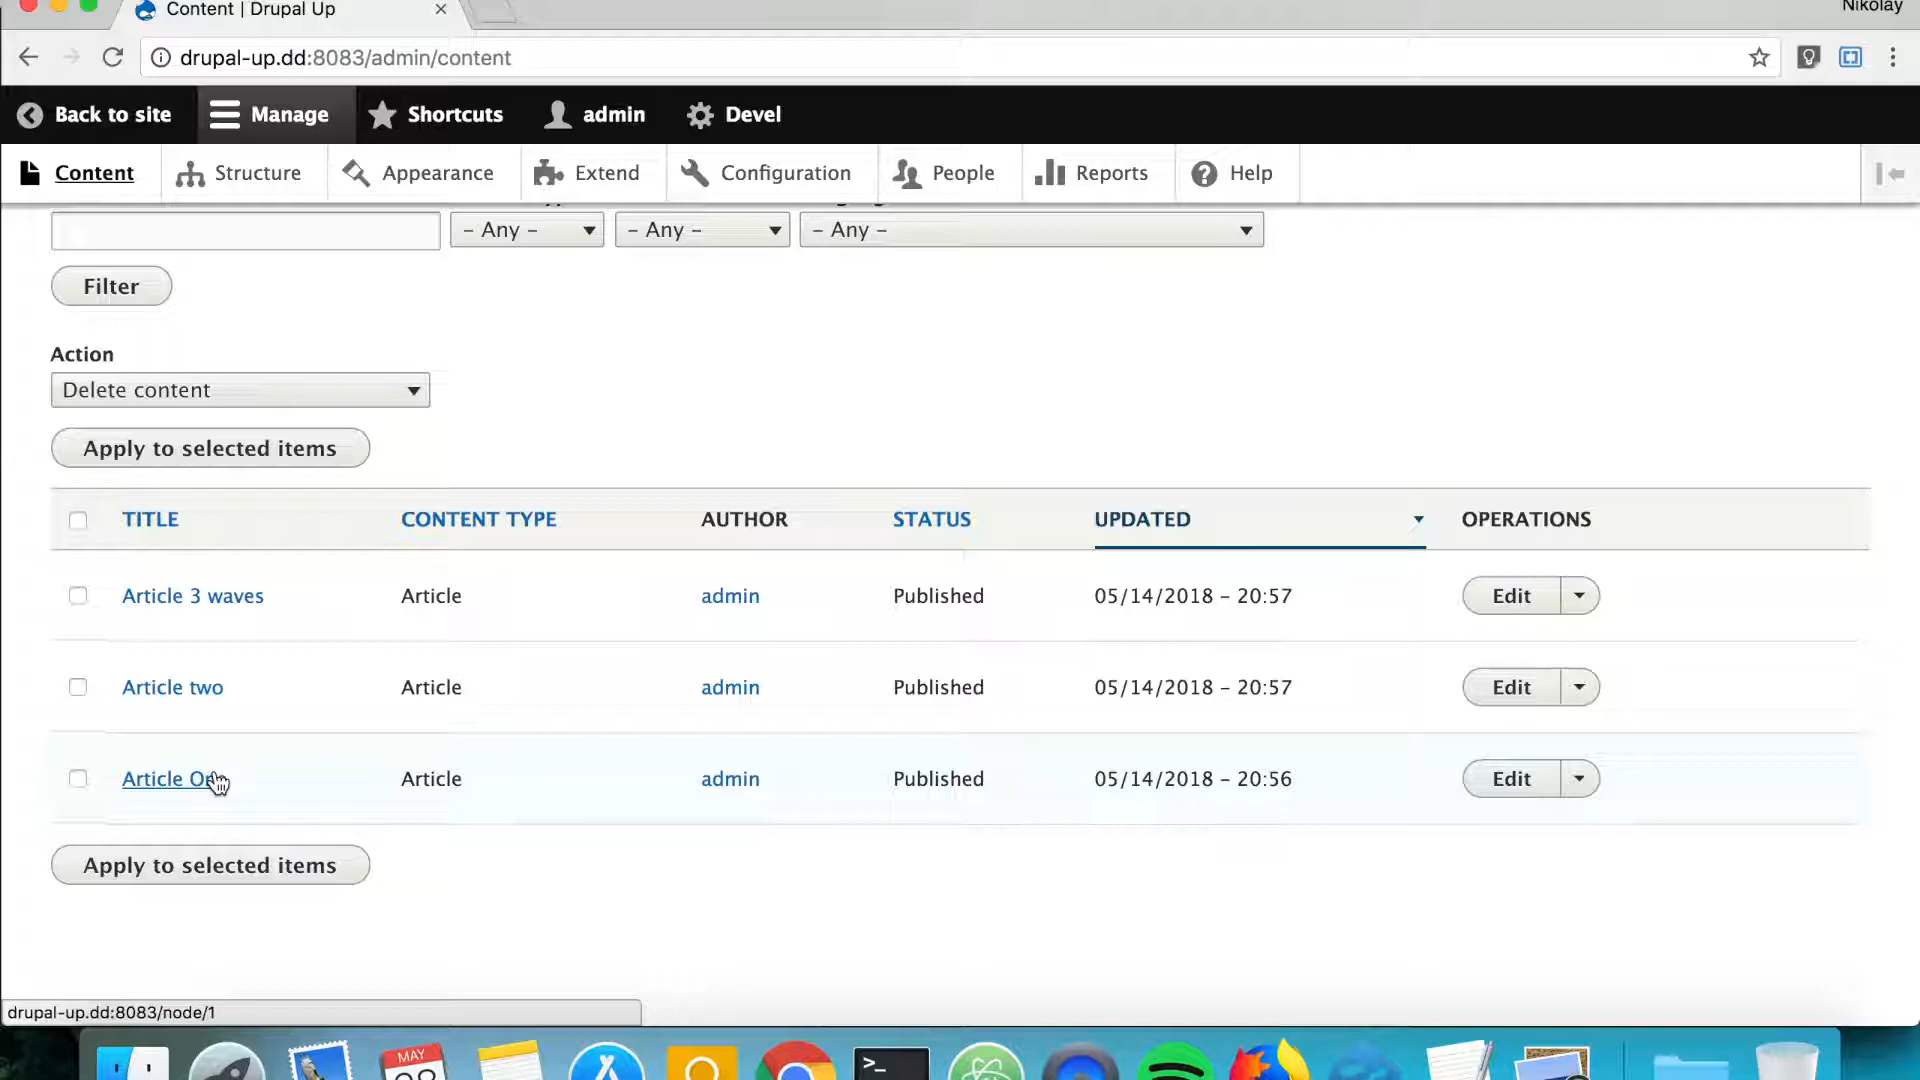 Content | Drupal Up
Nikolay
drupal-up.dd:8083/admin/content
Back to site Manage Shortcuts admin Devel
Content Structure Appearance Extend Configuration People Reports Help
- Any - - Any - - Any -
Filter
Action
Delete content
Apply to selected items
TITLE CONTENT TYPE AUTHOR STATUS UPDATED OPERATIONS
Article 3 waves Article admin Published 05/14/2018 – 20:57 Edit
Article two Article admin Published 05/14/2018 – 20:57 Edit
Article Article admin Published 05/14/2018 – 20:56 Edit
Apply to selected items
drupal-up.dd:8083/node/1
MAY